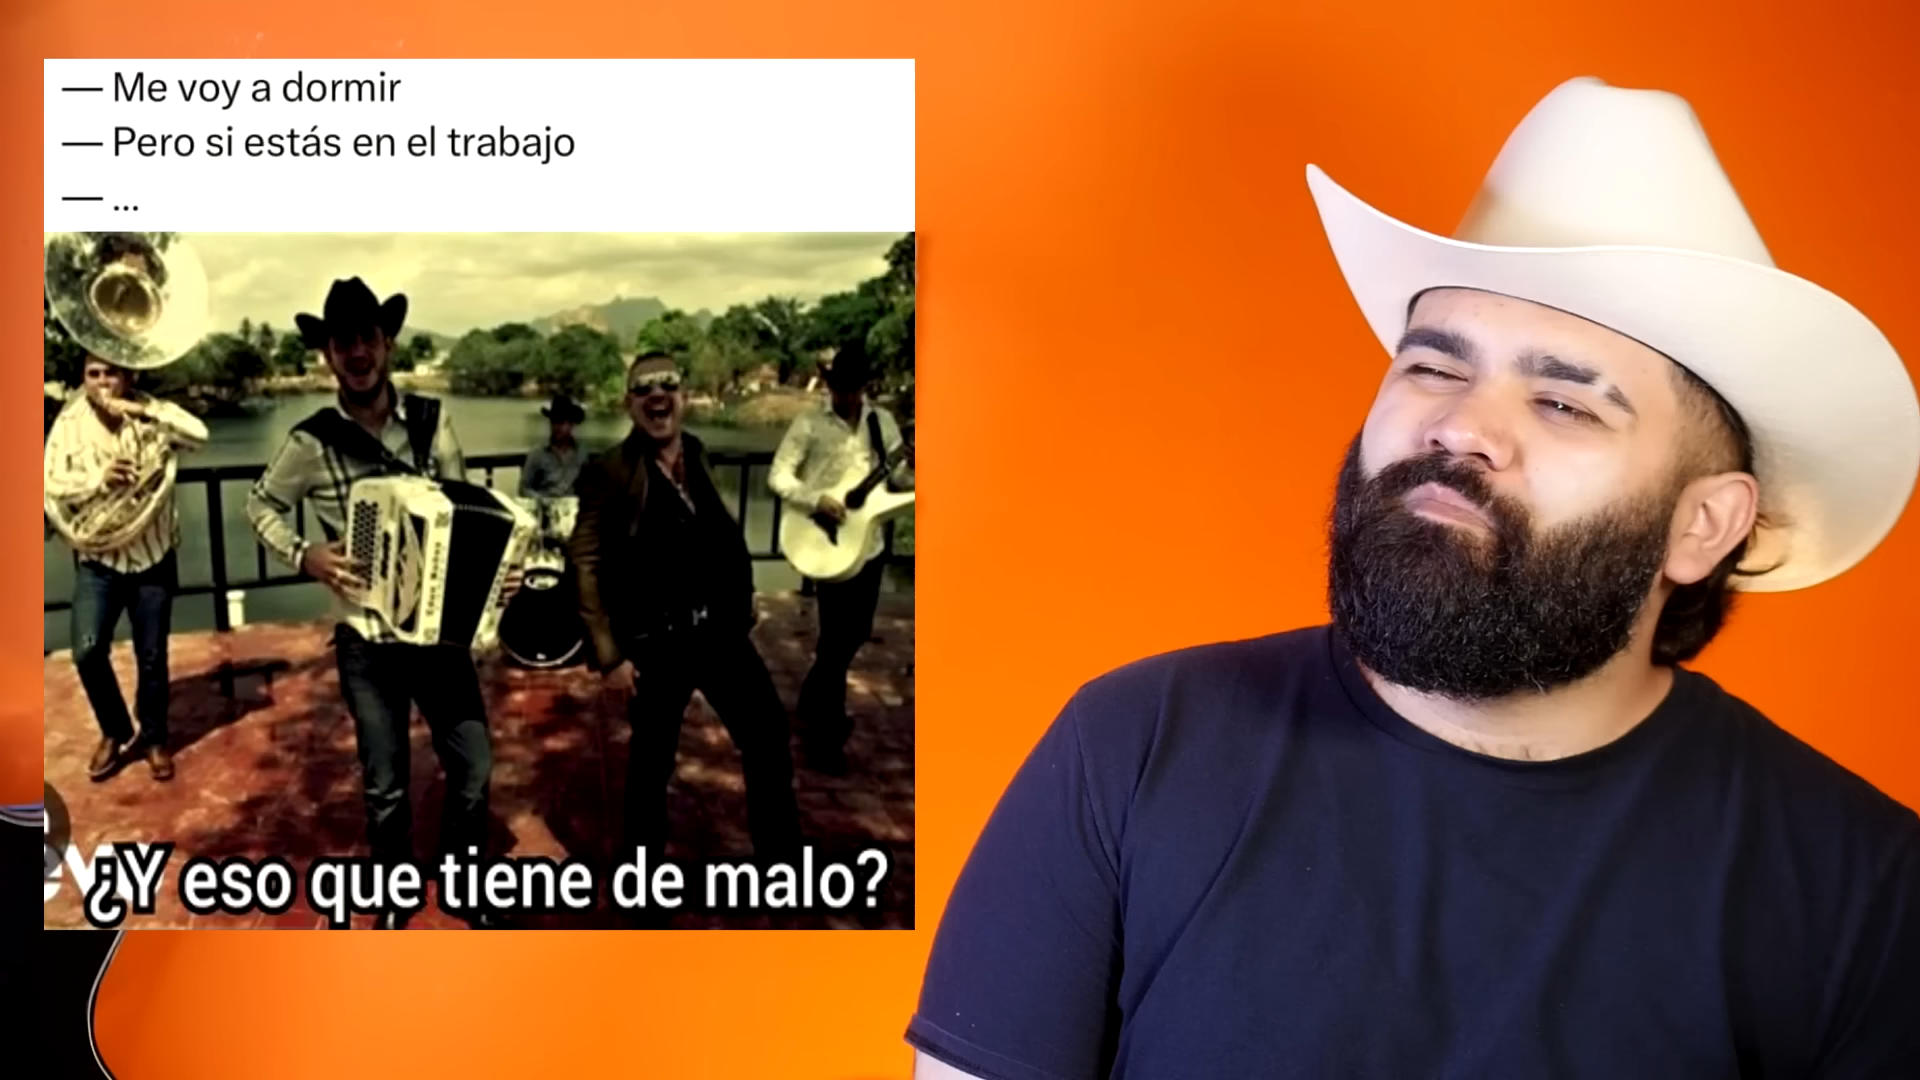 — Me voy a dormir
— Pero si estás en el trabajo
— ...
¿Y eso que tiene de malo?